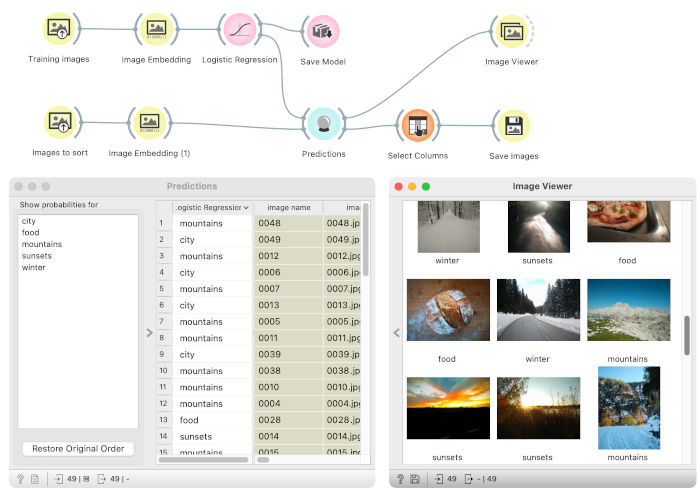 Training images
Image Embedding
Logistic Regression
Save Model
Image Viewer
Images to sort
Image Embedding (1)
Predictions
Select Columns
Save Images
Predictions
Show probabilities for
city
food
mountains
sunsets
winter
Restore Original Order
.ogistic Regression image name imag
1 mountains 0048 0048.jp
2 city 0049 0049.jp
3 mountains 0012 0012.jpg
4 city 0006 0006.jp
5 mountains 0007 0007.jp
6 city 0013 0013.jp
7 mountains 0005 0005.jp
8 mountains 0011 0011.jpg
9 city 0039 0039.jp
10 mountains 0038 0038.jp
11 mountains 0010 0010.jp
12 mountains 0004 0004.jp
13 food 0028 0028.jp
14 sunsets 0014 0014.jp
15 mountains 0015 0015.jp
49 | 49 | -
Image Viewer
winter sunsets food
food winter mountains
sunsets sunsets mountains
49 - | 49